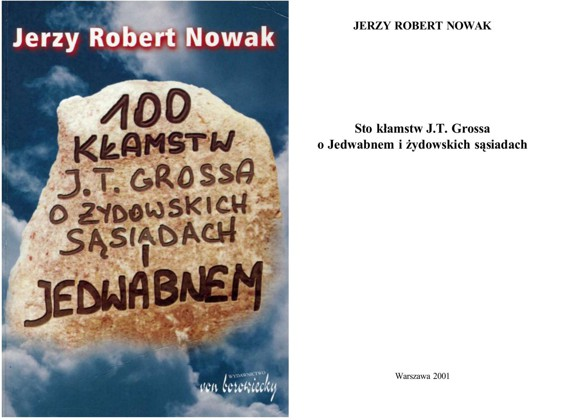 Jerzy Robert Nowak
100
KŁAMSTW
J.T. GROSSA
O ŻYDOWSKICH
SĄSIADACH
I
JEDWABNEM
WYDAWNICTWO
von borowiecky
JERZY ROBERT NOWAK
Sto kłamstw J.T. Grossa
o Jedwabnem i żydowskich sąsiadach
Warszawa 2001